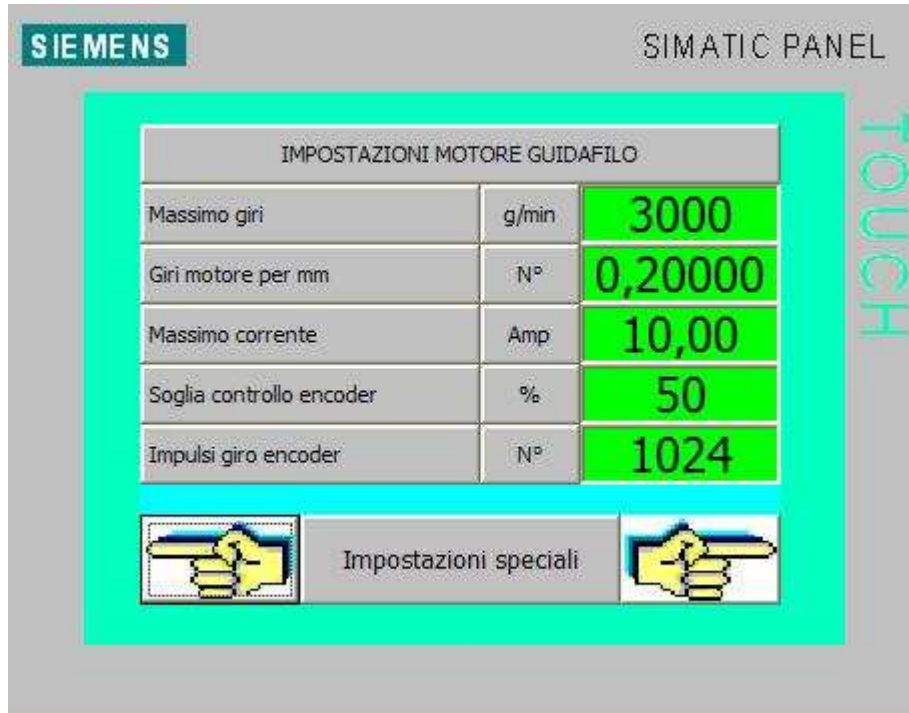 SIEMENS
SIMATIC PANEL
TOUCH
IMPOSTAZIONI MOTORE GUIDAFILO
Massimo giri g/min 3000
Giri motore per mm N° 0,20000
Massimo corrente Amp 10,00
Soglia controllo encoder % 50
Impulsi giro encoder N° 1024
Impostazioni speciali